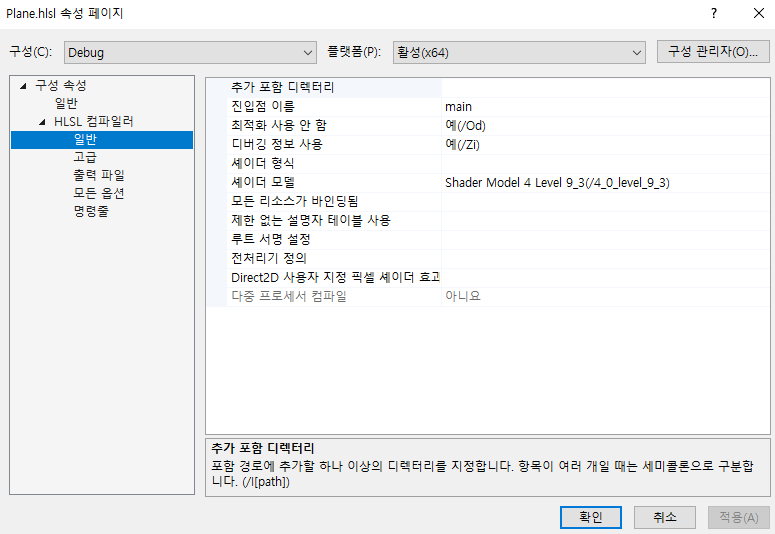 Plane.hlsl 속성 페이지
?
구성(C): Debug 플랫폼(P): 활성(x64) 구성 관리자(O)...
구성 속성
일반
HLSL 컴파일러
일반
고급
출력 파일
모든 옵션
명령줄
추가 포함 디렉터리
진입점 이름 main
최적화 사용 안 함 예(/Od)
디버깅 정보 사용 예(/Zi)
셰이더 형식
셰이더 모델 Shader Model 4 Level 9_3(/4_0_level_9_3)
모든 리소스가 바인딩됨
제한 없는 설명자 테이블 사용
루트 서명 설정
전처리기 정의
Direct2D 사용자 지정 픽셀 셰이더 효과
다중 프로세서 컴파일 아니요
추가 포함 디렉터리
포함 경로에 추가할 하나 이상의 디렉터리를 지정합니다. 항목이 여러 개일 때는 세미콜론으로 구분합
니다. (/I[path])
확인 취소 적용(A)